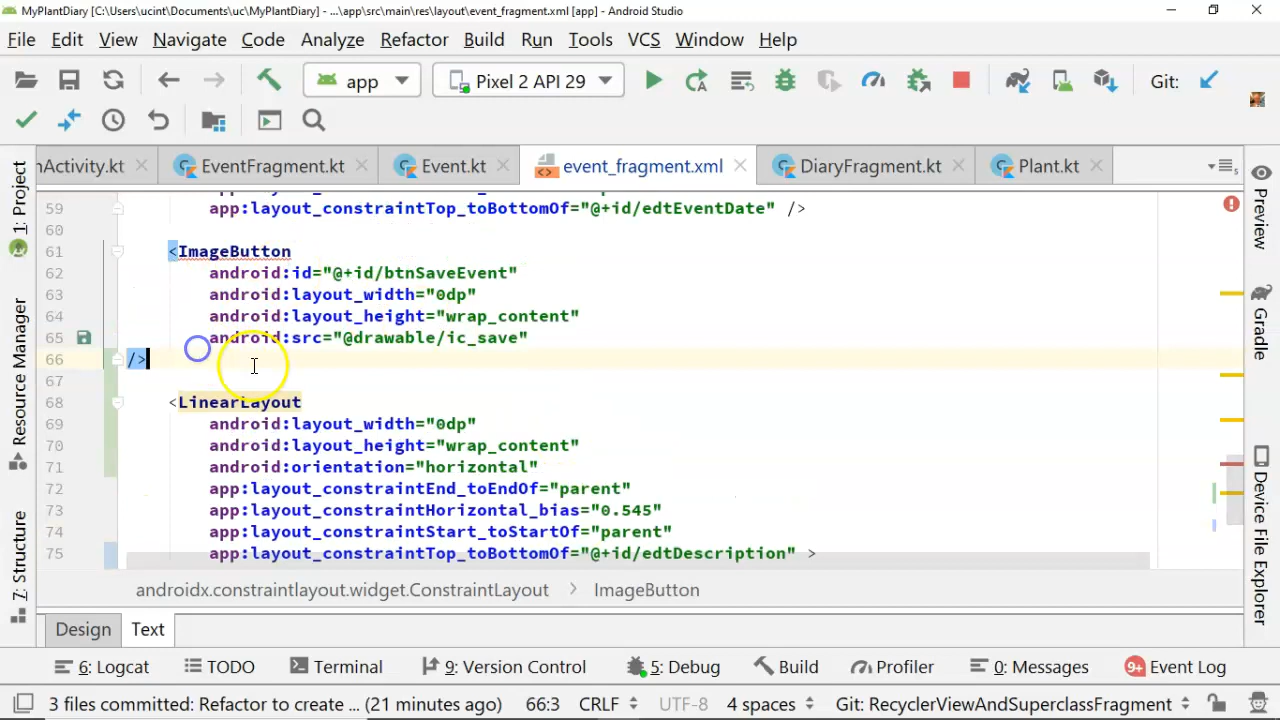 MyPlantDiary [C:\Users\ucint\Documents\uc\MyPlantDiary] - ...\app\src\main\res\layout\event_fragment.xml [app] - Android Studio
File Edit View Navigate Code Analyze Refactor Build Run Tools VCS Window Help
app Pixel 2 API 29 Git:
nActivity.kt EventFragment.kt Event.kt event_fragment.xml DiaryFragment.kt Plant.kt
59 app:layout_constraintTop_toBottomOf="@+id/edtEventDate" />
60
61 <ImageButton
62 android:id="@+id/btnSaveEvent"
63 android:layout_width="0dp"
64 android:layout_height="wrap_content"
65 android:src="@drawable/ic_save"
66 />
67
68 <LinearLayout
69 android:layout_width="0dp"
70 android:layout_height="wrap_content"
71 android:orientation="horizontal"
72 app:layout_constraintEnd_toEndOf="parent"
73 app:layout_constraintHorizontal_bias="0.545"
74 app:layout_constraintStart_toStartOf="parent"
75 app:layout_constraintTop_toBottomOf="@+id/edtDescription" >
androidx.constraintlayout.widget.ConstraintLayout > ImageButton
Design Text
6: Logcat TODO Terminal 9: Version Control 5: Debug Build Profiler 0: Messages 9+ Event Log
3 files committed: Refactor to create ... (21 minutes ago) 66:3 CRLF UTF-8 4 spaces Git: RecyclerViewAndSuperclassFragment
1: Project
Resource Manager
7: Structure
Preview
Gradle
Device File Explorer